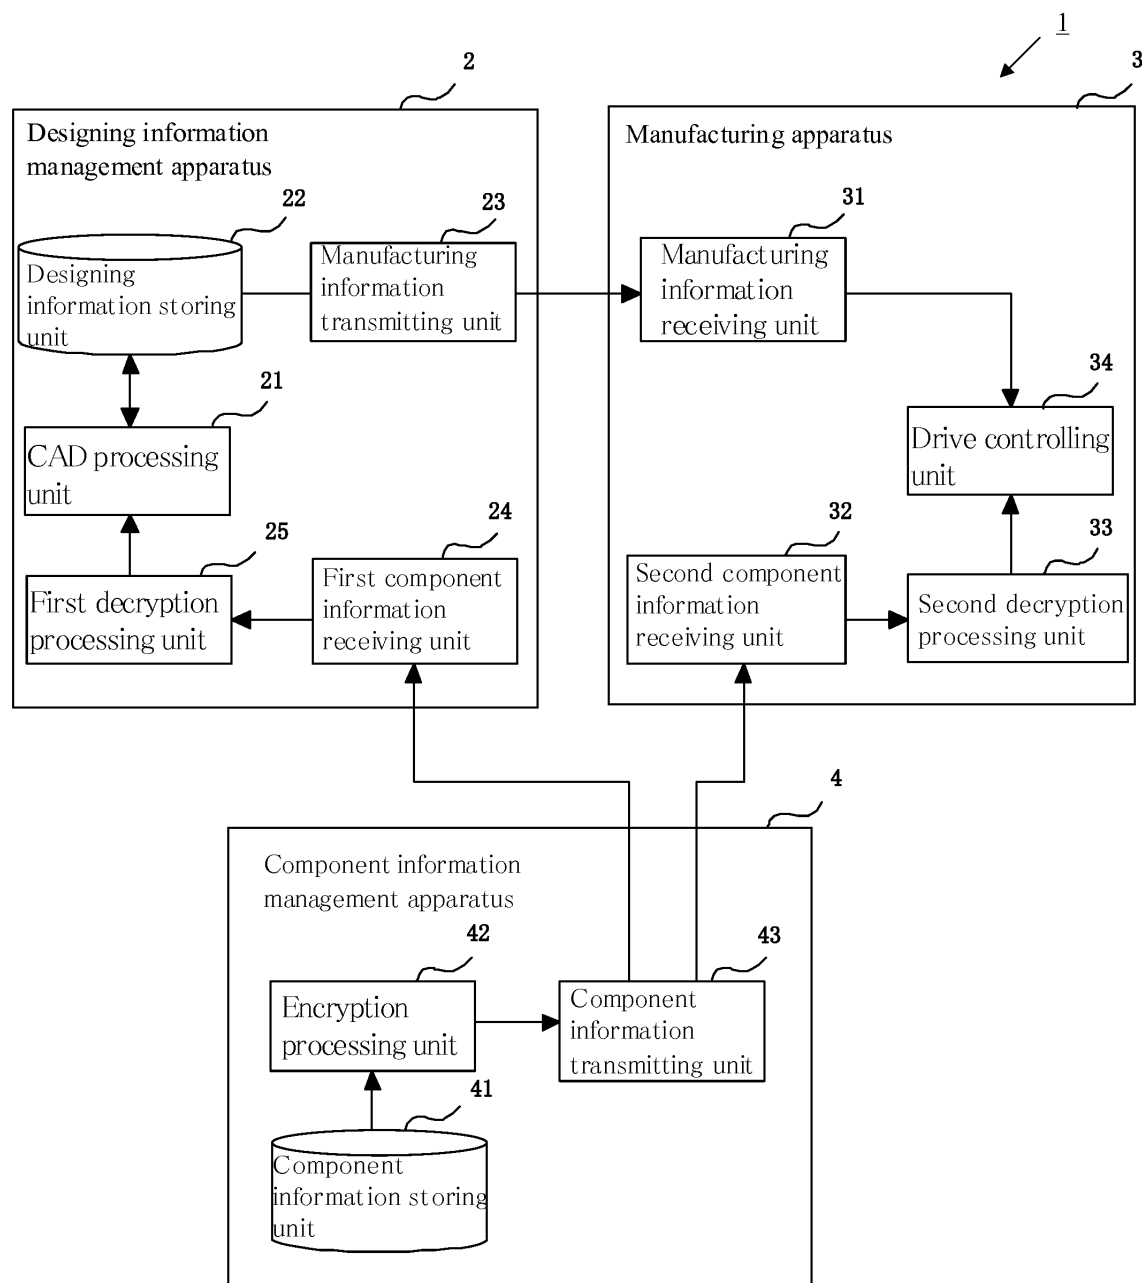 1
2
Designing information
management apparatus
22
Designing
information storing
unit
23
Manufacturing
information
transmitting unit
21
CAD processing
unit
25
First decryption
processing unit
24
First component
information
receiving unit
3
Manufacturing apparatus
31
Manufacturing
information
receiving unit
34
Drive controlling
unit
32
Second component
information
receiving unit
33
Second decryption
processing unit
4
Component information
management apparatus
42
Encryption
processing unit
43
Component
information
transmitting unit
41
Component
information storing
unit